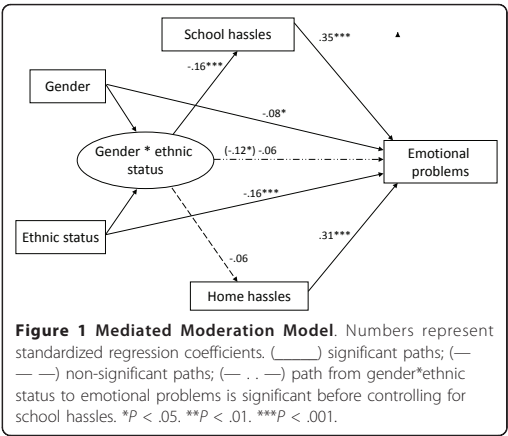 School hassles
.35***
-.16***
Gender
-.08*
Gender * ethnic
status
(-.12*) -.06
Emotional
problems
-.16***
Ethnic status
-.06
.31***
Home hassles
Figure 1 Mediated Moderation Model. Numbers represent
standardized regression coefficients. (_____) significant paths; (—
— —) non-significant paths; (— . . —) path from gender*ethnic
status to emotional problems is significant before controlling for
school hassles. *P < .05. **P < .01. ***P < .001.